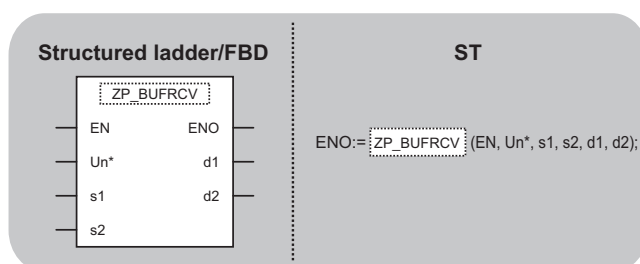 Structured ladder/FBD
ZP_BUFRCV
EN ENO
Un* d1
s1 d2
s2
ST
ENO:= ZP_BUFRCV (EN, Un*, s1, s2, d1, d2);